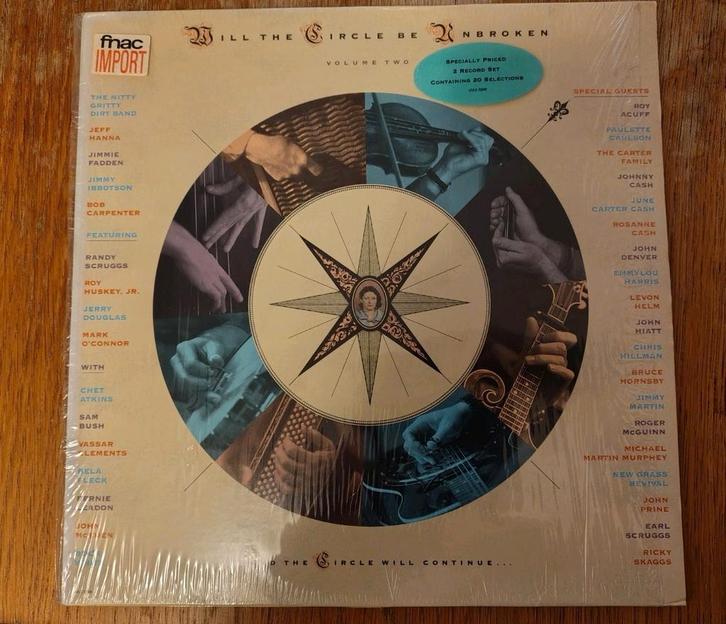 fnac
IMPORT
WILL THE CIRCLE BE UNBROKEN
VOLUME TWO
SPECIALLY PRICED
2 RECORD SET
CONTAINING 20 SELECTIONS
THE NITTY
GRITTY
DIRT BAND
JEFF
HANNA
JIMMIE
FADDEN
JIMMY
IBBOTSON
BOB
CARPENTER
FEATURING
RANDY
SCRUGGS
ROY
HUSKEY, JR.
JERRY
DOUGLAS
MARK
O'CONNOR
WITH
CHET
ATKINS
SAM
BUSH
VASSAR
CLEMENTS
BELA
FLECK
BERNIE
LEADON
JOHN
SPECIAL GUESTS
ROY
ACUFF
PAULETTE
CARLSON
THE CARTER
FAMILY
JOHNNY
CASH
JUNE
CARTER CASH
ROSANNE
CASH
JOHN
DENVER
EMMYLOU
HARRIS
LEVON
HELM
JOHN
HIATT
CHRIS
HILLMAN
BRUCE
HORNSBY
JIMMY
MARTIN
ROGER
McGUINN
MICHAEL
MARTIN MURPHEY
NEW GRASS
REVIVAL
JOHN
PRINE
EARL
SCRUGGS
RICKY
SKAGGS
THE CIRCLE WILL CONTINUE...